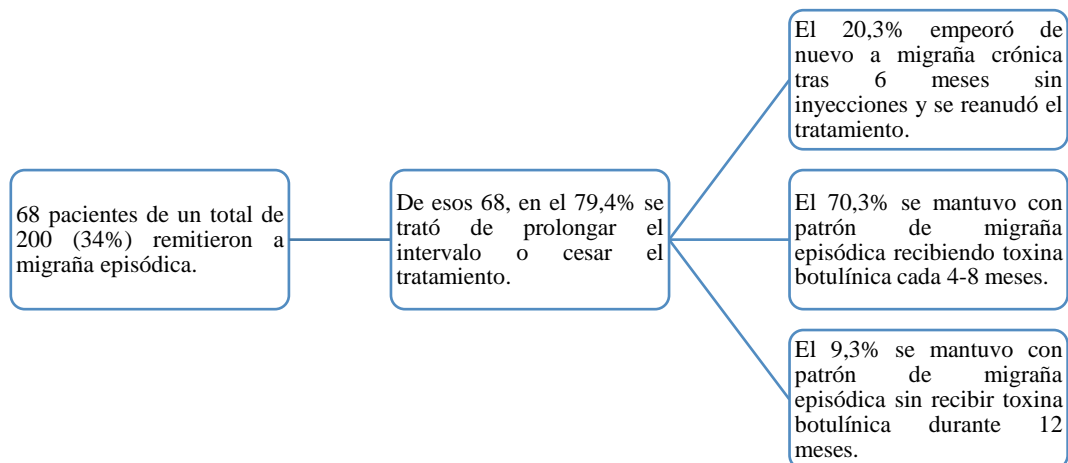 68 pacientes de un total de
200 (34%) remitieron a
migraña episódica.
De esos 68, en el 79,4% se
trató de prolongar el
intervalo o cesar el
tratamiento.
El 20,3% empeoró de
nuevo a migraña crónica
tras 6 meses sin
inyecciones y se reanudó el
tratamiento.
El 70,3% se mantuvo con
patrón de migraña
episódica recibiendo toxina
botulínica cada 4-8 meses.
El 9,3% se mantuvo con
patrón de migraña
episódica sin recibir toxina
botulínica durante 12
meses.